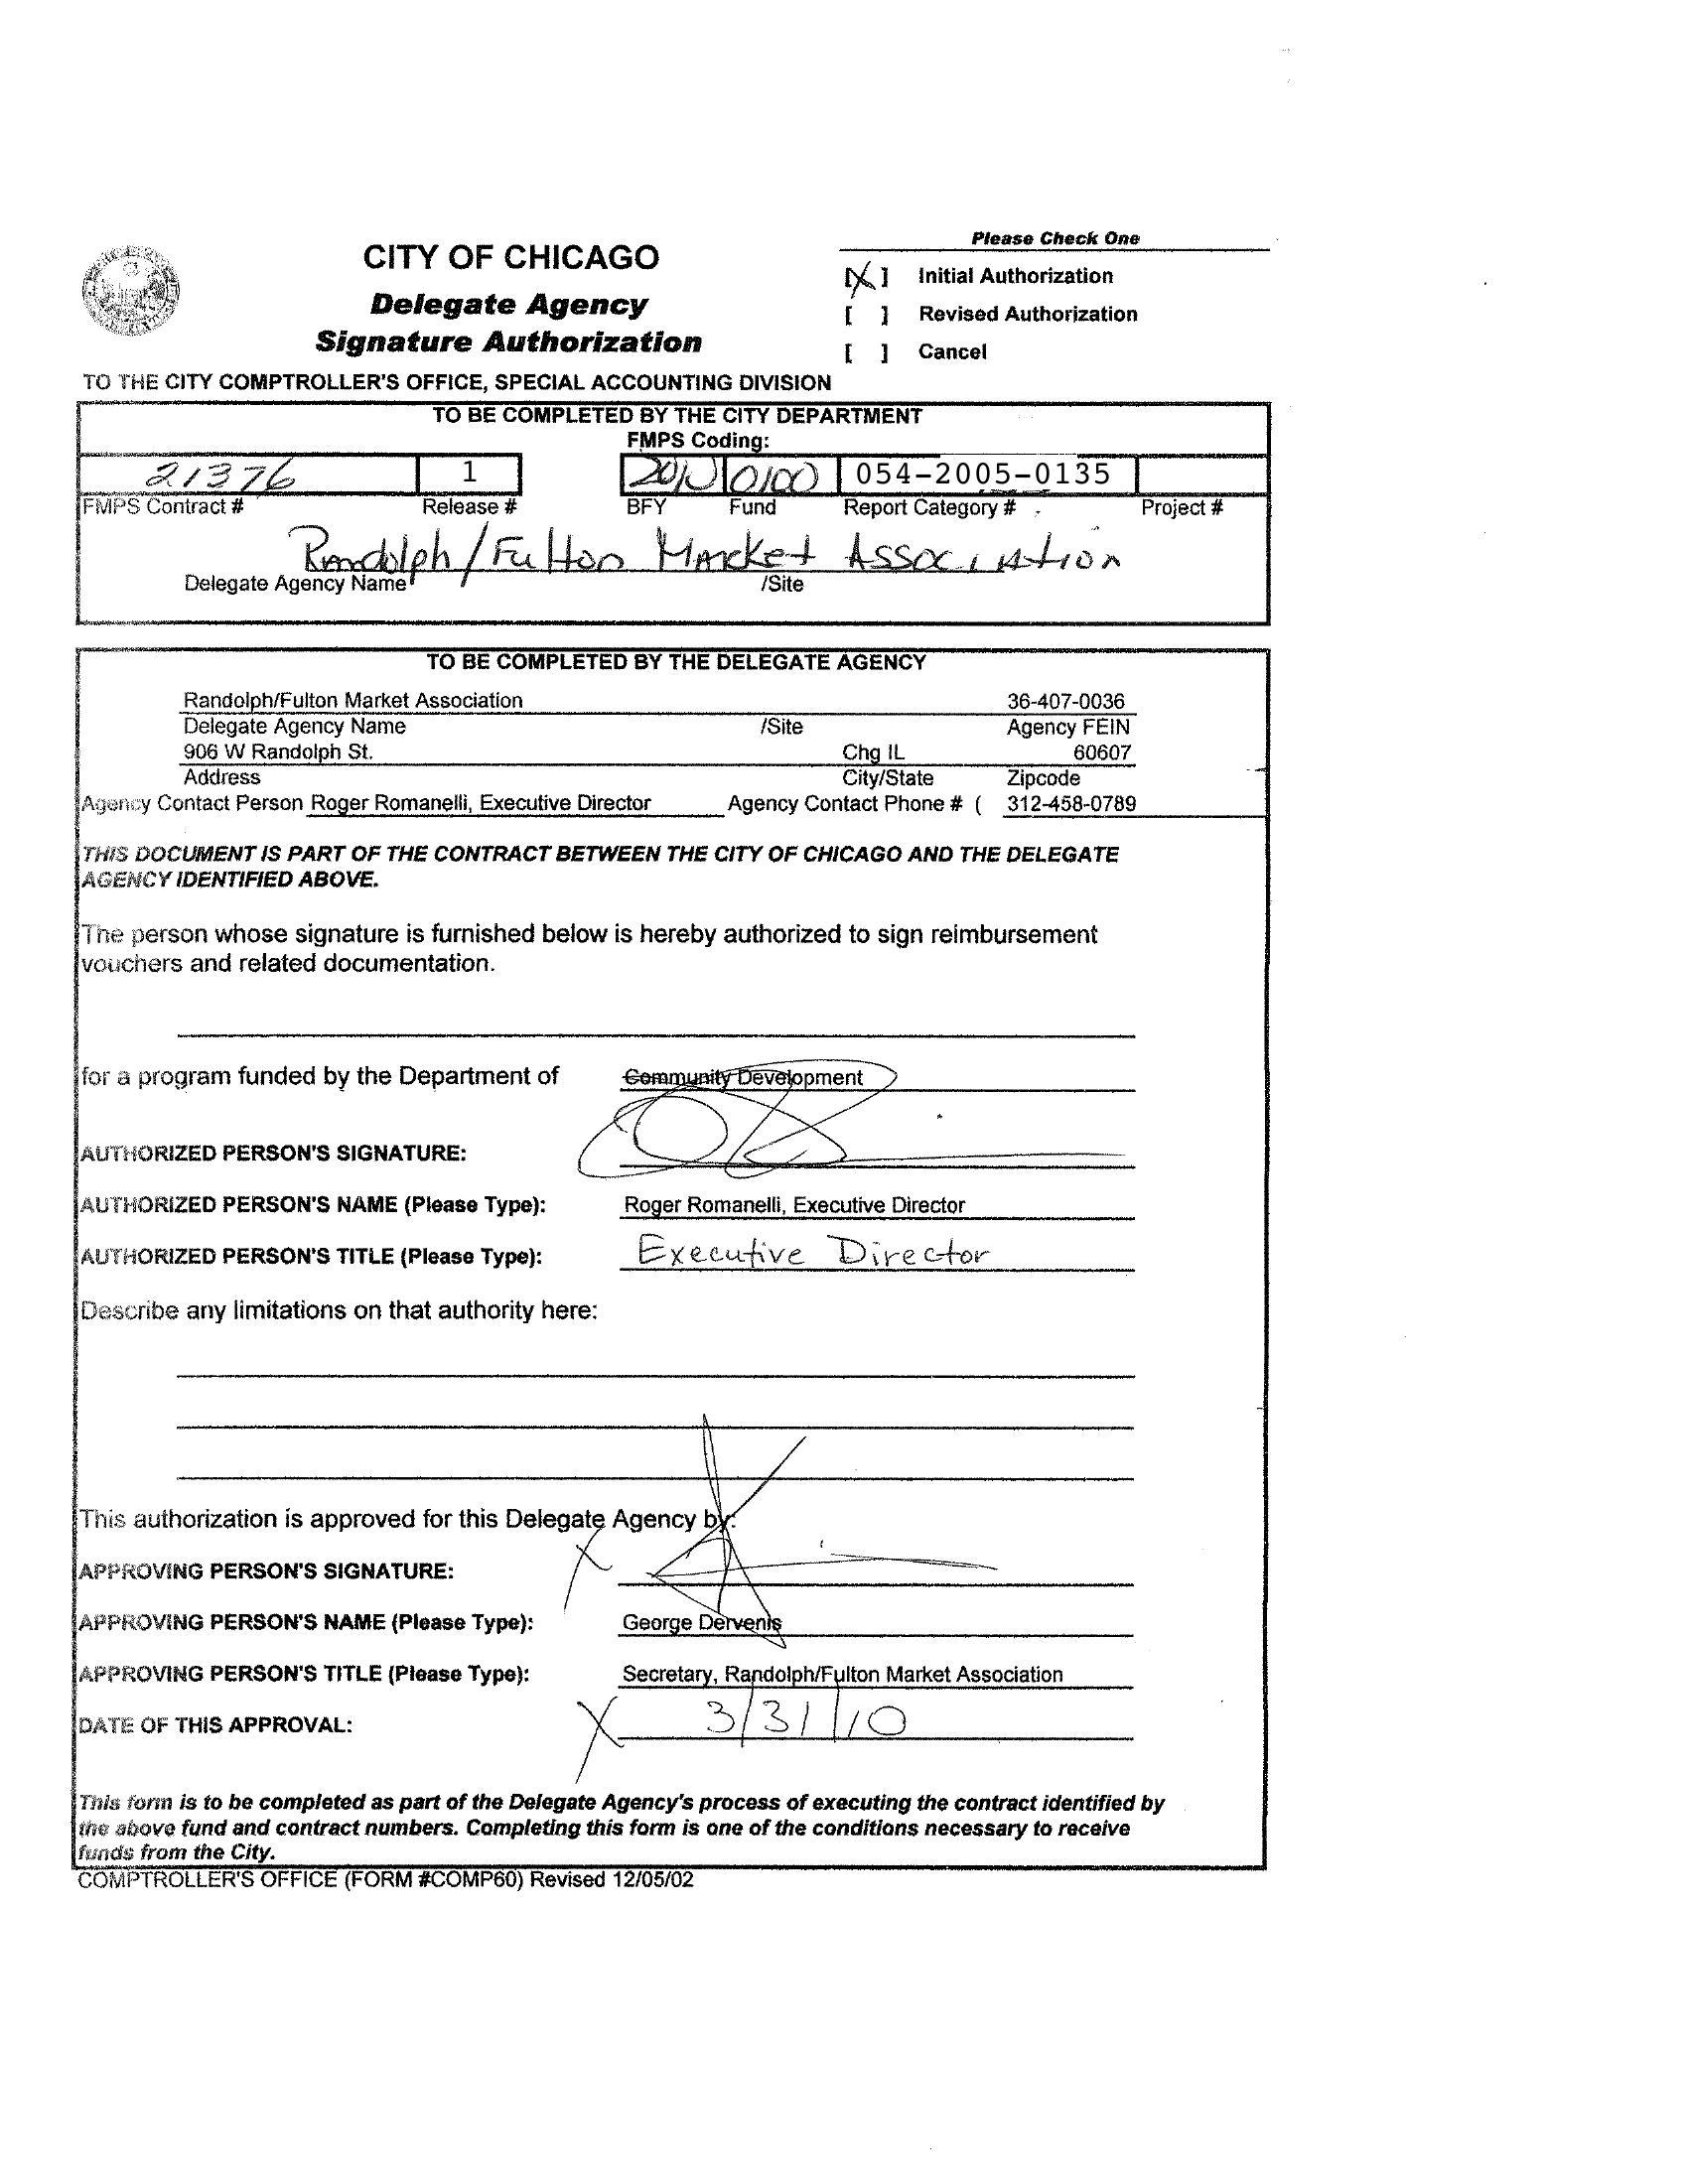 Please Check One
CITY OF CHICAGO
[X] Initial Authorization
Delegate Agency
[ ] Revised Authorization
Signature Authorization
[ ] Cancel
TO THE CITY COMPTROLLER'S OFFICE, SPECIAL ACCOUNTING DIVISION
TO BE COMPLETED BY THE CITY DEPARTMENT
FMPS Coding:
21376 1 2010 0100 054-2005-0135
FMPS Contract # Release # BFY Fund Report Category # Project #
Randolph/Fulton Market Association
Delegate Agency Name /Site
TO BE COMPLETED BY THE DELEGATE AGENCY
Randolph/Fulton Market Association 36-407-0036
Delegate Agency Name /Site Agency FEIN
906 W Randolph St. Chg IL 60607
Address City/State Zipcode
Agency Contact Person Roger Romanelli, Executive Director Agency Contact Phone # ( 312-458-0789
THIS DOCUMENT IS PART OF THE CONTRACT BETWEEN THE CITY OF CHICAGO AND THE DELEGATE
AGENCY IDENTIFIED ABOVE.
The person whose signature is furnished below is hereby authorized to sign reimbursement
vouchers and related documentation.
for a program funded by the Department of Community Development
AUTHORIZED PERSON'S SIGNATURE:
AUTHORIZED PERSON'S NAME (Please Type): Roger Romanelli, Executive Director
AUTHORIZED PERSON'S TITLE (Please Type): Executive Director
Describe any limitations on that authority here:
This authorization is approved for this Delegate Agency by:
APPROVING PERSON'S SIGNATURE: X
APPROVING PERSON'S NAME (Please Type): George Dervenis
APPROVING PERSON'S TITLE (Please Type): Secretary, Randolph/Fulton Market Association
DATE OF THIS APPROVAL: X 3/31/10
This form is to be completed as part of the Delegate Agency's process of executing the contract identified by
the above fund and contract numbers. Completing this form is one of the conditions necessary to receive
funds from the City.
COMPTROLLER'S OFFICE (FORM #COMP60) Revised 12/05/02